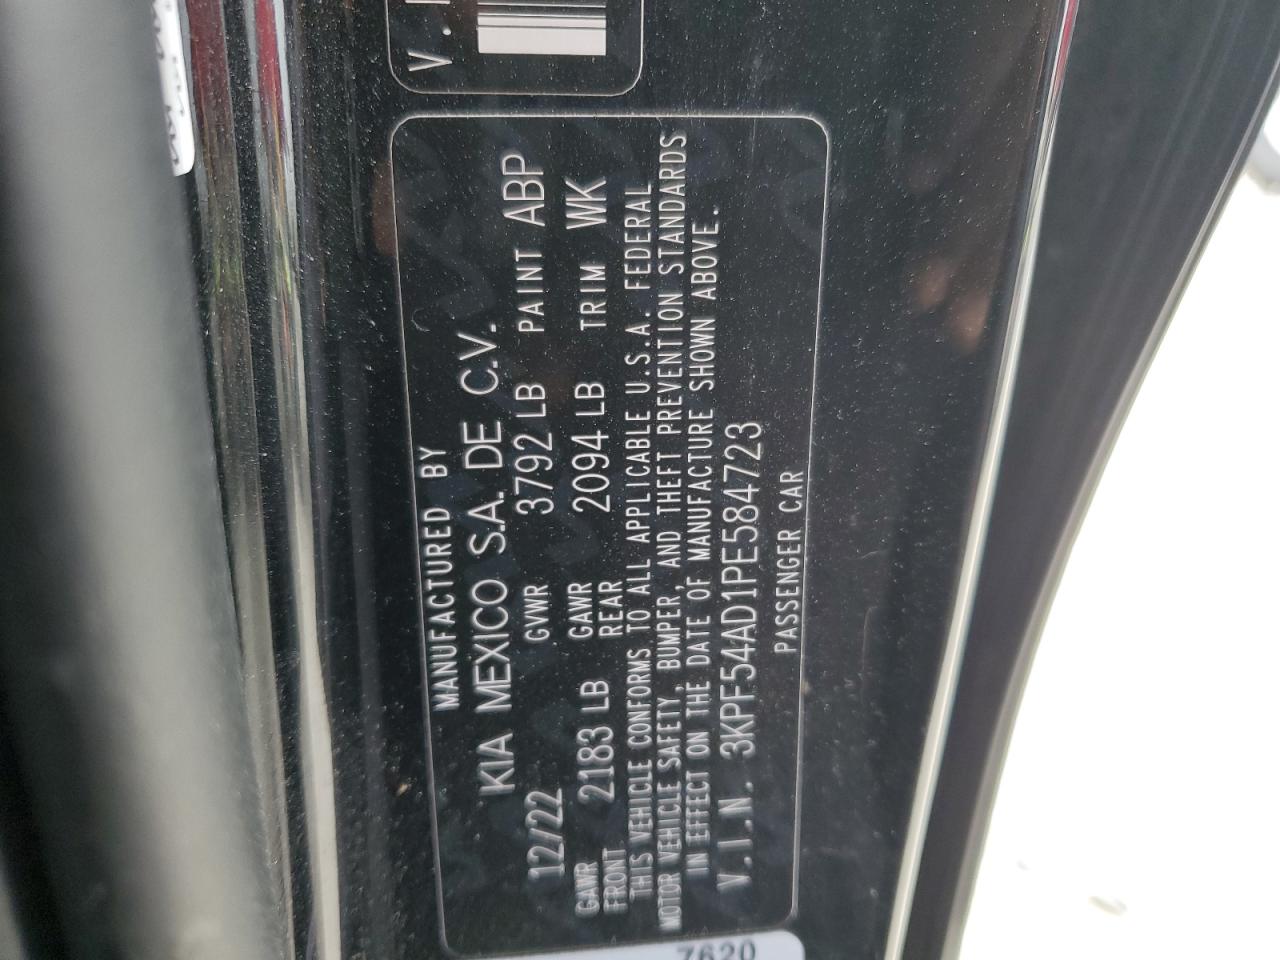 V.
MANUFACTURED BY
KIA MEXICO S.A. DE C.V.
12/22 GVWR 3792 LB PAINT ABP
GAWR FRONT 2183 LB GAWR REAR 2094 LB TRIM WK
THIS VEHICLE CONFORMS TO ALL APPLICABLE U.S.A. FEDERAL
MOTOR VEHICLE SAFETY, BUMPER, AND THEFT PREVENTION STANDARDS
IN EFFECT ON THE DATE OF MANUFACTURE SHOWN ABOVE.
V.I.N. 3KPF54AD1PE584723
PASSENGER CAR
7620